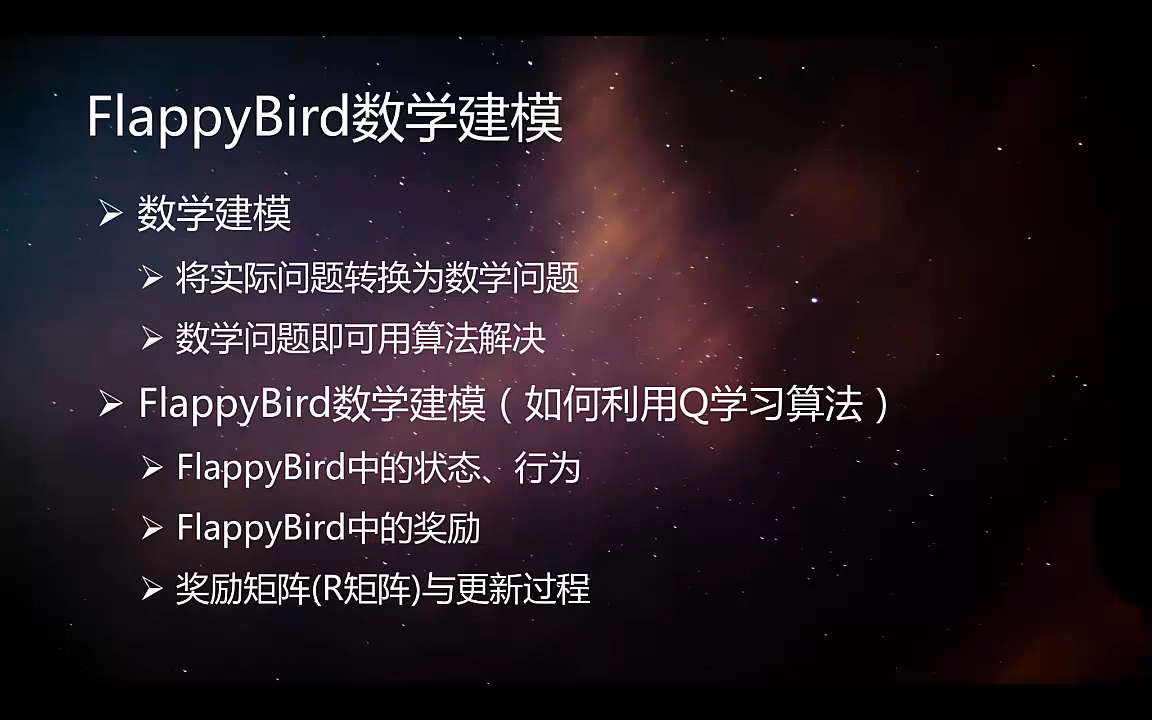 FlappyBird数学建模
数学建模
将实际问题转换为数学问题
数学问题即可用算法解决
FlappyBird数学建模（如何利用Q学习算法）
FlappyBird中的状态、行为
FlappyBird中的奖励
奖励矩阵(R矩阵)与更新过程